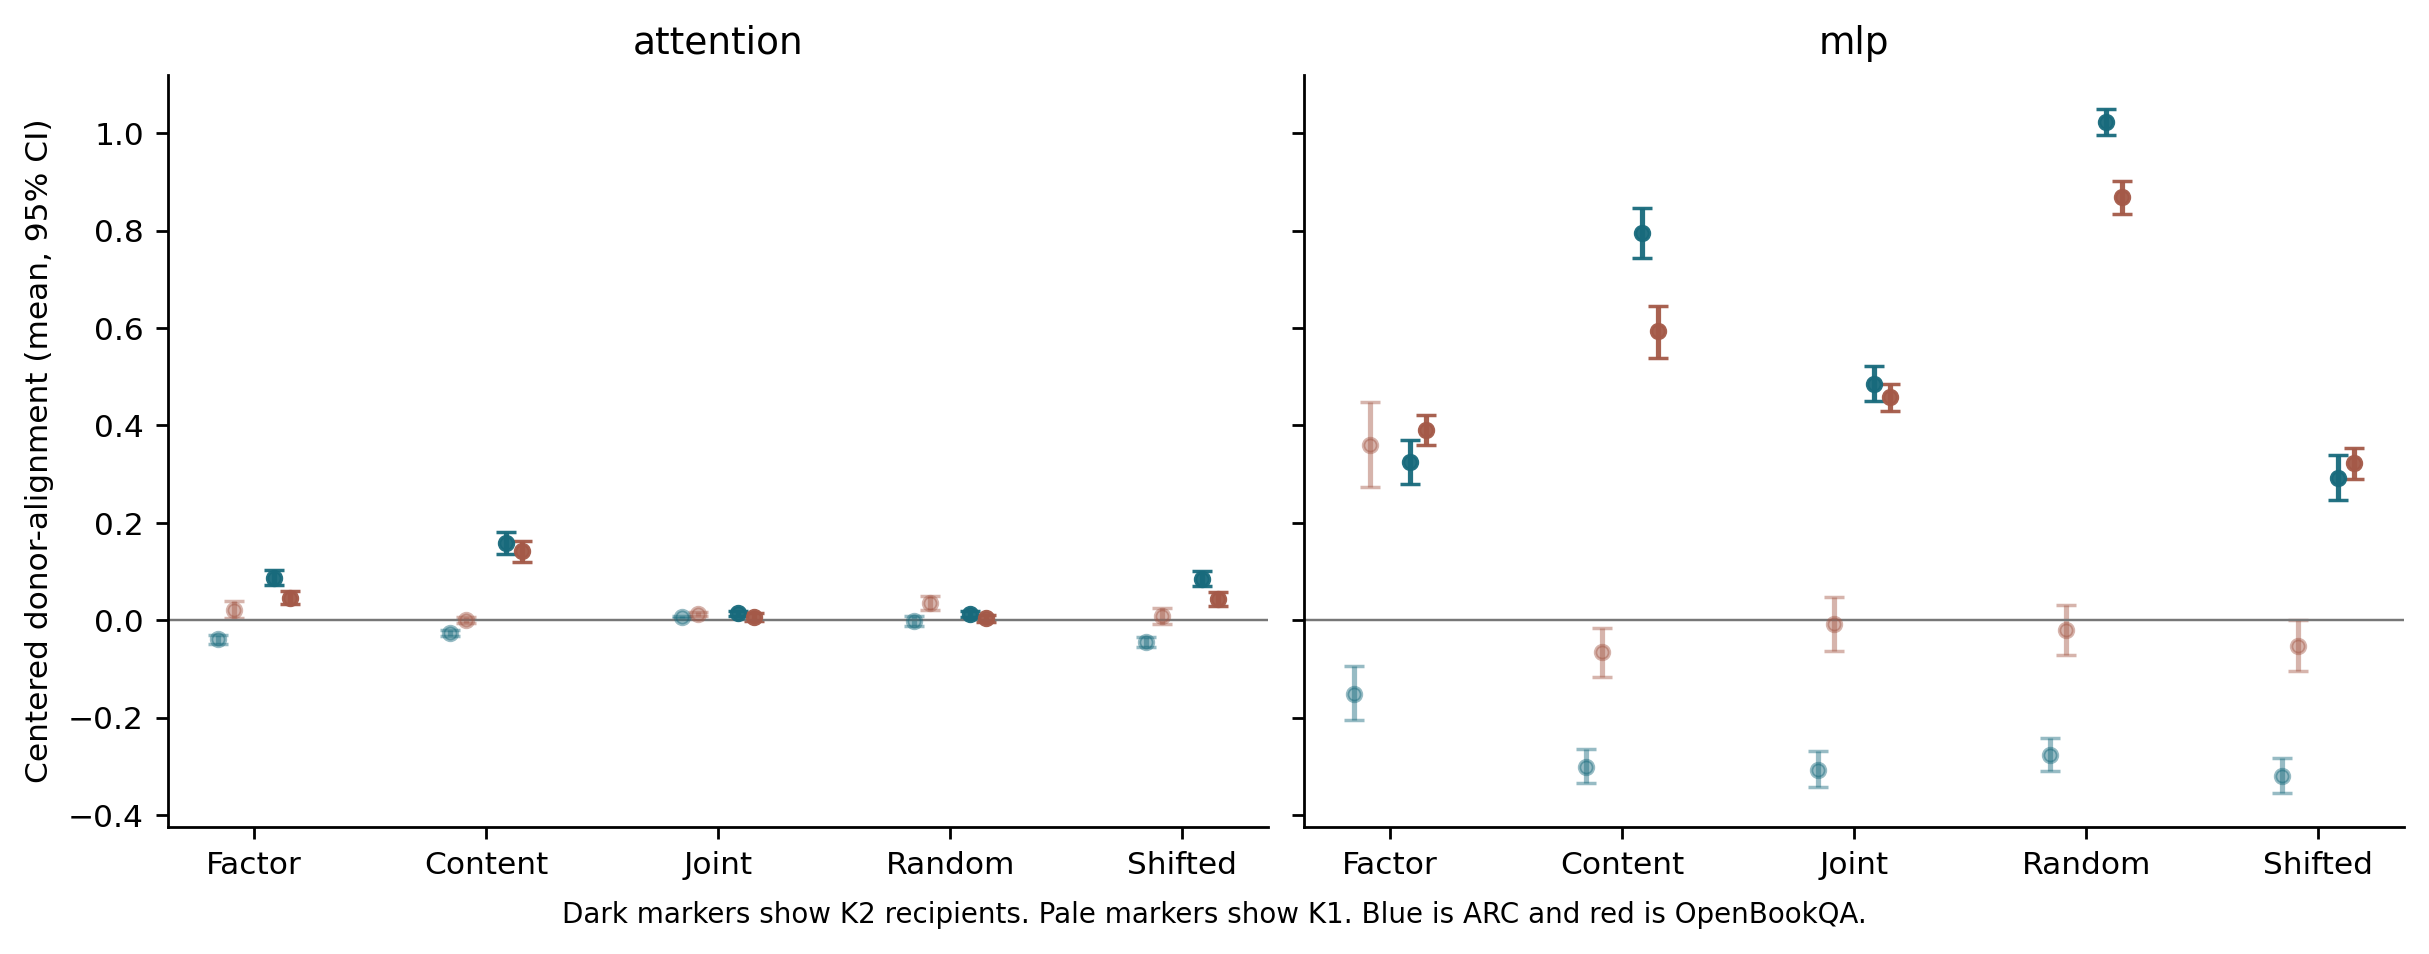 attention
mlp
Centered donor-alignment (mean, 95% CI)
1.0
0.8
0.6
0.4
0.2
0.0
−0.2
−0.4
Factor Content Joint Random Shifted
Factor Content Joint Random Shifted
Dark markers show K2 recipients. Pale markers show K1. Blue is ARC and red is OpenBookQA.